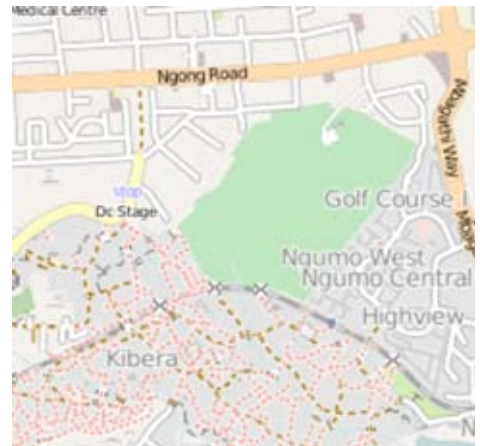 Medical Centre
Ngong Road
Mbagathi Way
Golf Course
stop
Dc Stage
Ngumo West
Ngumo Central
Highview
Kibera
N